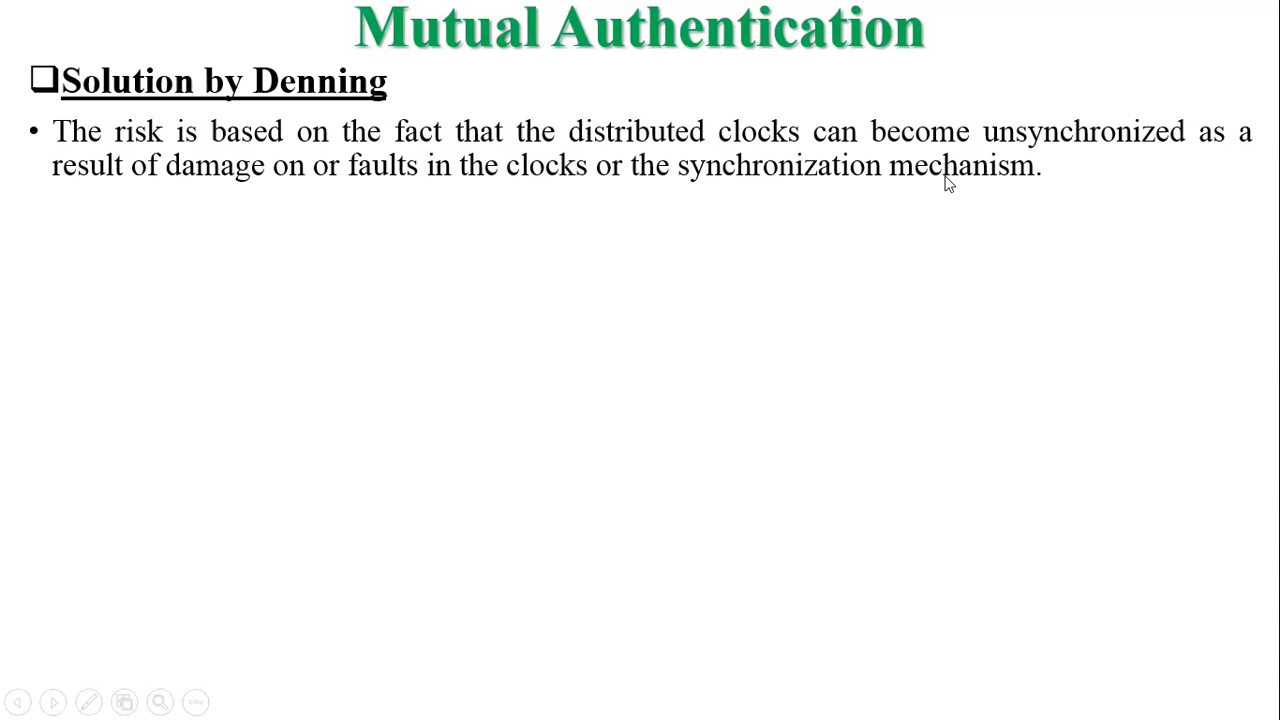 Mutual Authentication
Solution by Denning
• The risk is based on the fact that the distributed clocks can become unsynchronized as a
result of damage on or faults in the clocks or the synchronization mechanism.